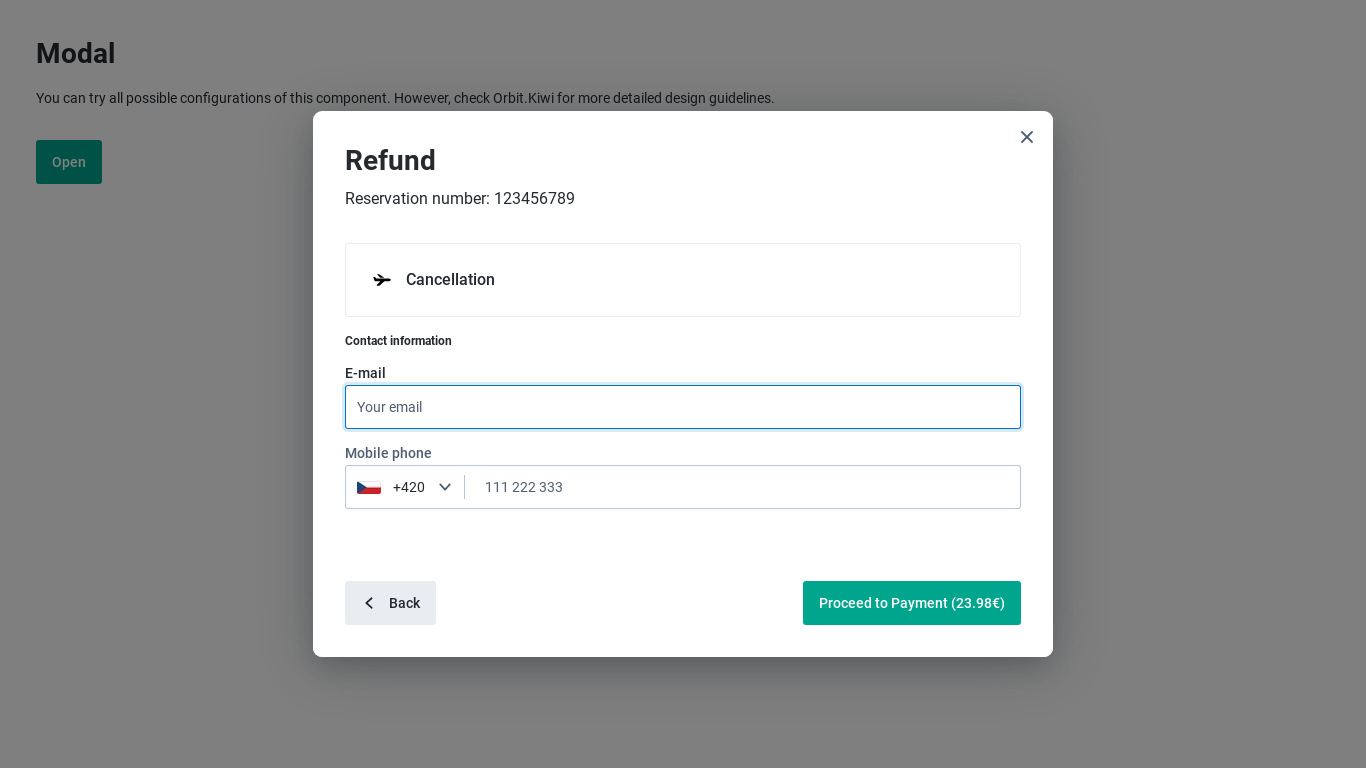 Modal
You can try all possible configurations of this component. However, check Orbit.Kiwi for more detailed design guidelines.
Open
Refund
Reservation number: 123456789
Cancellation
Contact information
E-mail
Your email
Mobile phone
+420 111 222 333
Back
Proceed to Payment (23.98€)